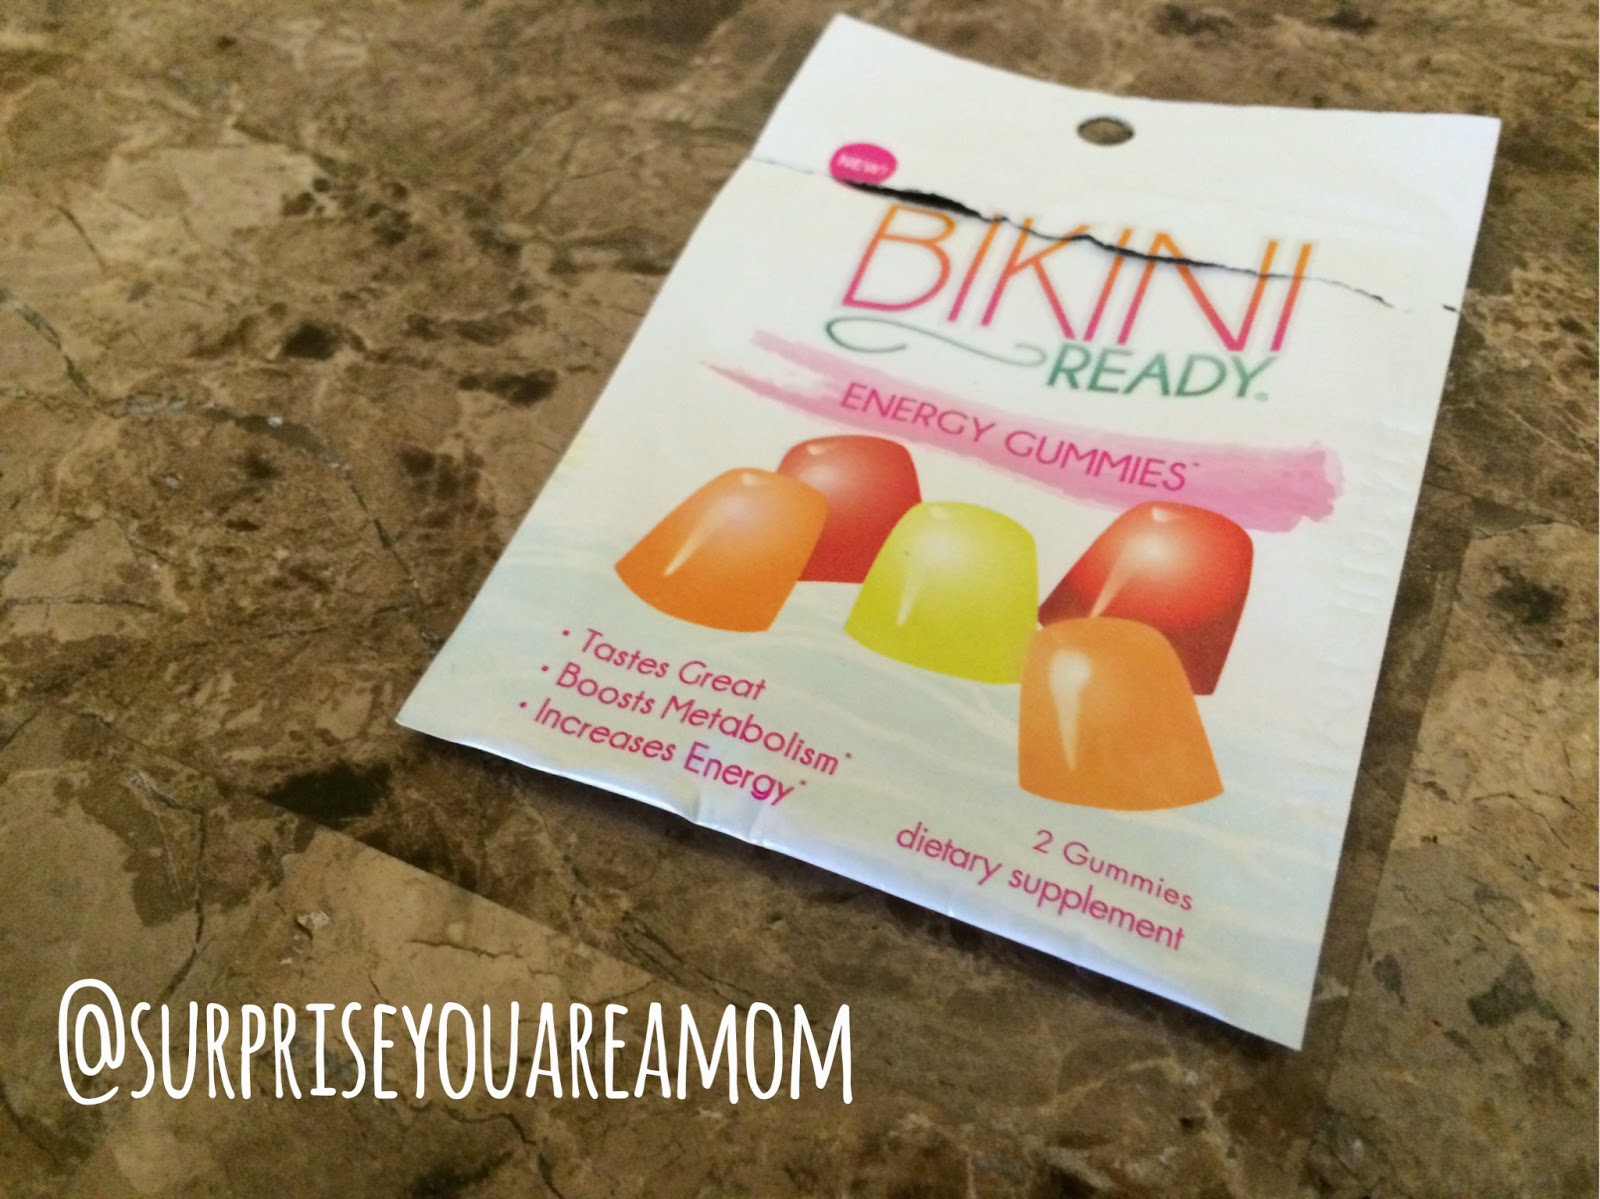 NEW!
BIKINI
READY®
ENERGY GUMMIES*
• Tastes Great
• Boosts Metabolism*
• Increases Energy*
2 Gummies
dietary supplement
@SURPRISEYOUAREAMOM